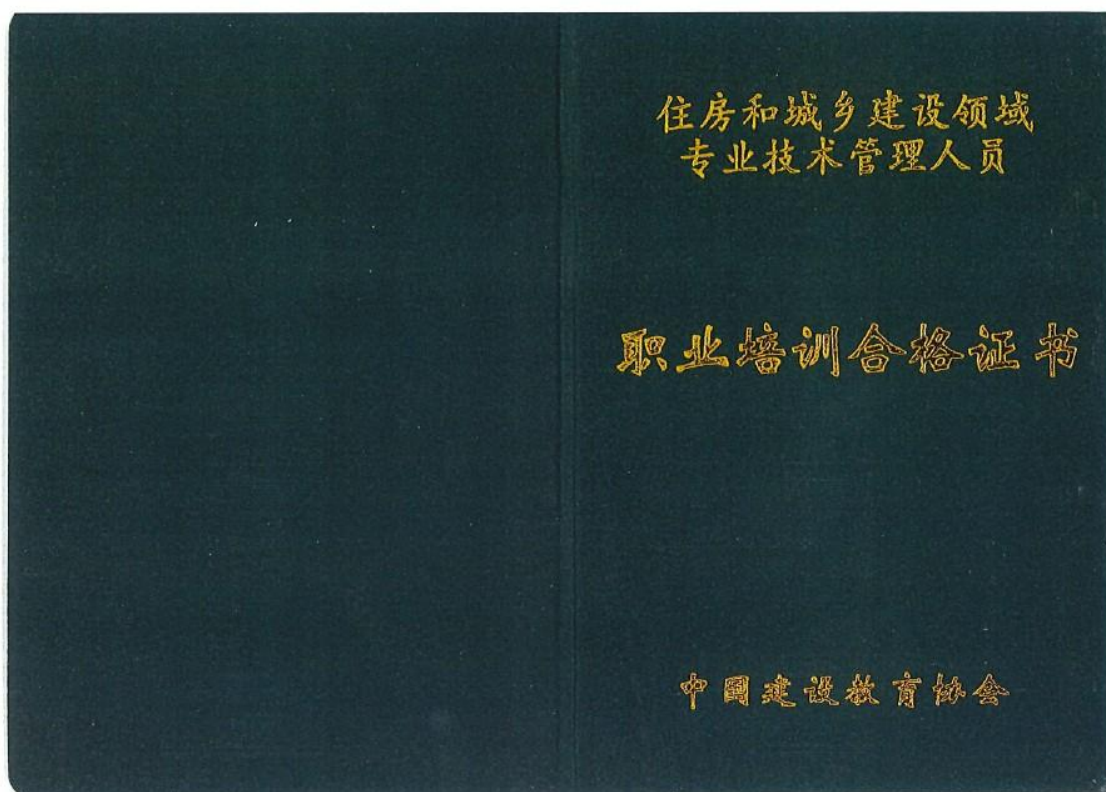 住房和城乡建设领域
专业技术管理人员
职业培训合格证书
中国建设教育协会